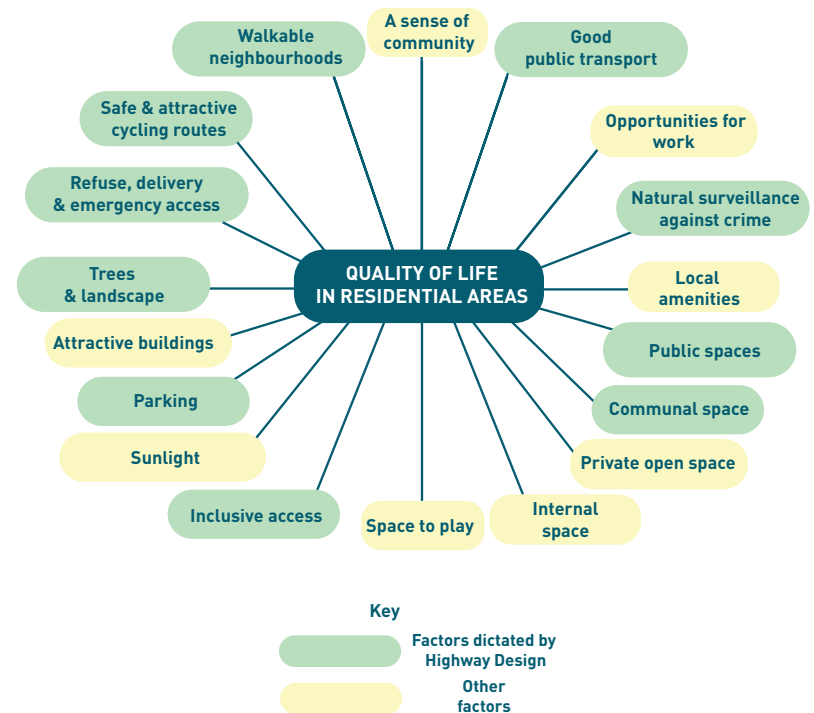 A sense of
community
Walkable
neighbourhoods
Good
public transport
Safe & attractive
cycling routes
Opportunities for
work
Refuse, delivery
& emergency access
Natural surveillance
against crime
QUALITY OF LIFE
IN RESIDENTIAL AREAS
Trees
& landscape
Local
amenities
Attractive buildings
Public spaces
Parking
Communal space
Sunlight
Private open space
Inclusive access
Space to play
Internal
space
Key
Factors dictated by
Highway Design
Other
factors